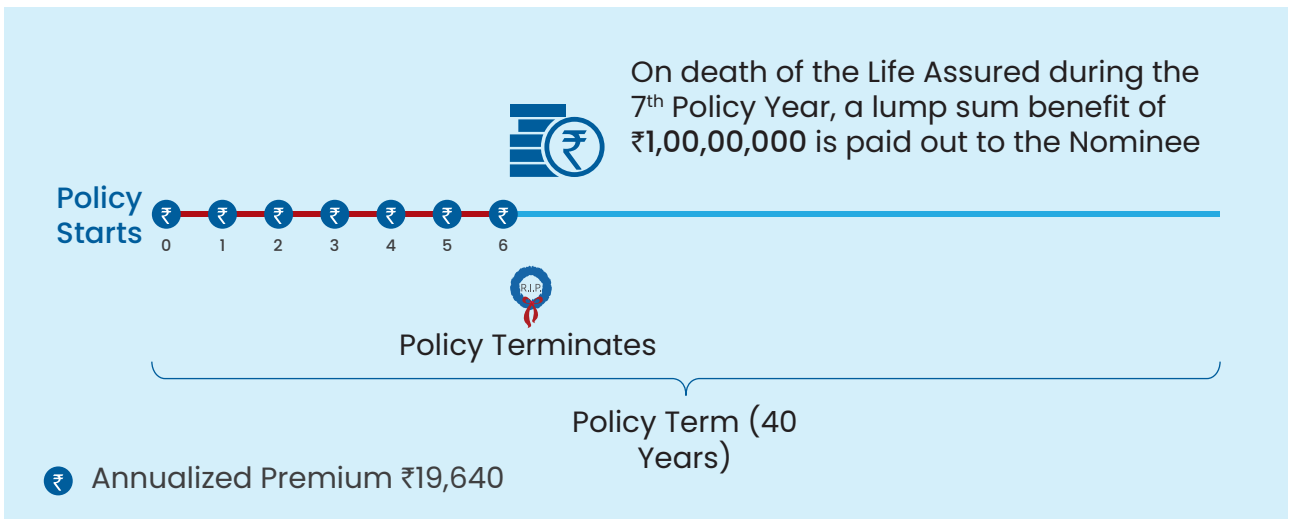 On death of the Life Assured during the
7th Policy Year, a lump sum benefit of
₹1,00,00,000 is paid out to the Nominee
₹
Policy
Starts
₹ ₹ ₹ ₹ ₹ ₹ ₹
0 1 2 3 4 5 6
R.I.P.
Policy Terminates
Policy Term (40
Years)
₹ Annualized Premium ₹19,640